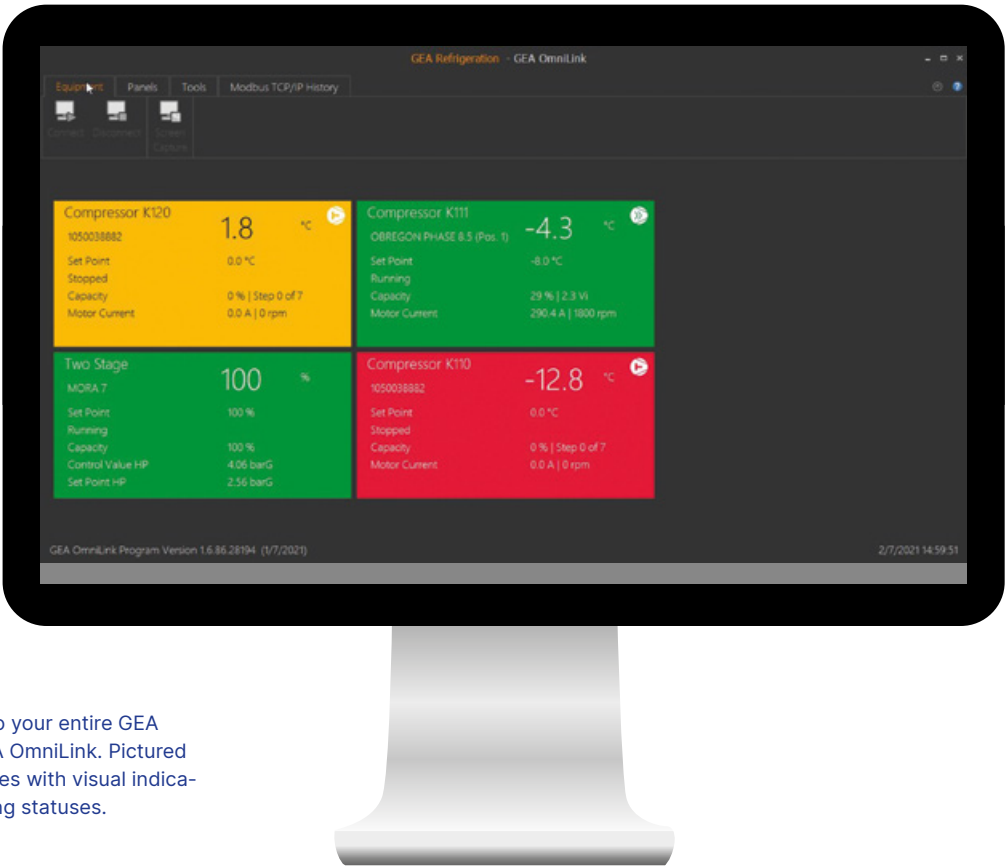 GEA Refrigeration - GEA OmniLink
Equipment Panels Tools Modbus TCP/IP History
Connect Disconnect Screen
Capture
Compressor K120 1.8 °C
1050038882
Set Point 0.0 °C
Stopped
Capacity 0 % | Step 0 of 7
Motor Current 0.0 A | 0 rpm
Compressor K111 -4.3 °C
OBREGON PHASE 8.5 (Pos. 1)
Set Point -8.0 °C
Running
Capacity 29 % | 2.3 Vi
Motor Current 290.4 A | 1800 rpm
Two Stage 100 %
MORA 7
Set Point 100 %
Running
Capacity 100 %
Control Value HP 4.06 barG
Set Point HP 2.56 barG
Compressor K110 -12.8 °C
1050038882
Set Point 0.0 °C
Stopped
Capacity 0 % | Step 0 of 7
Motor Current 0.0 A | 0 rpm
GEA OmniLink Program Version 1.6.86.28194 (1/7/2021) 2/7/2021 14:59:51
your entire GEA
OmniLink. Pictured
es with visual indica-
g statuses.